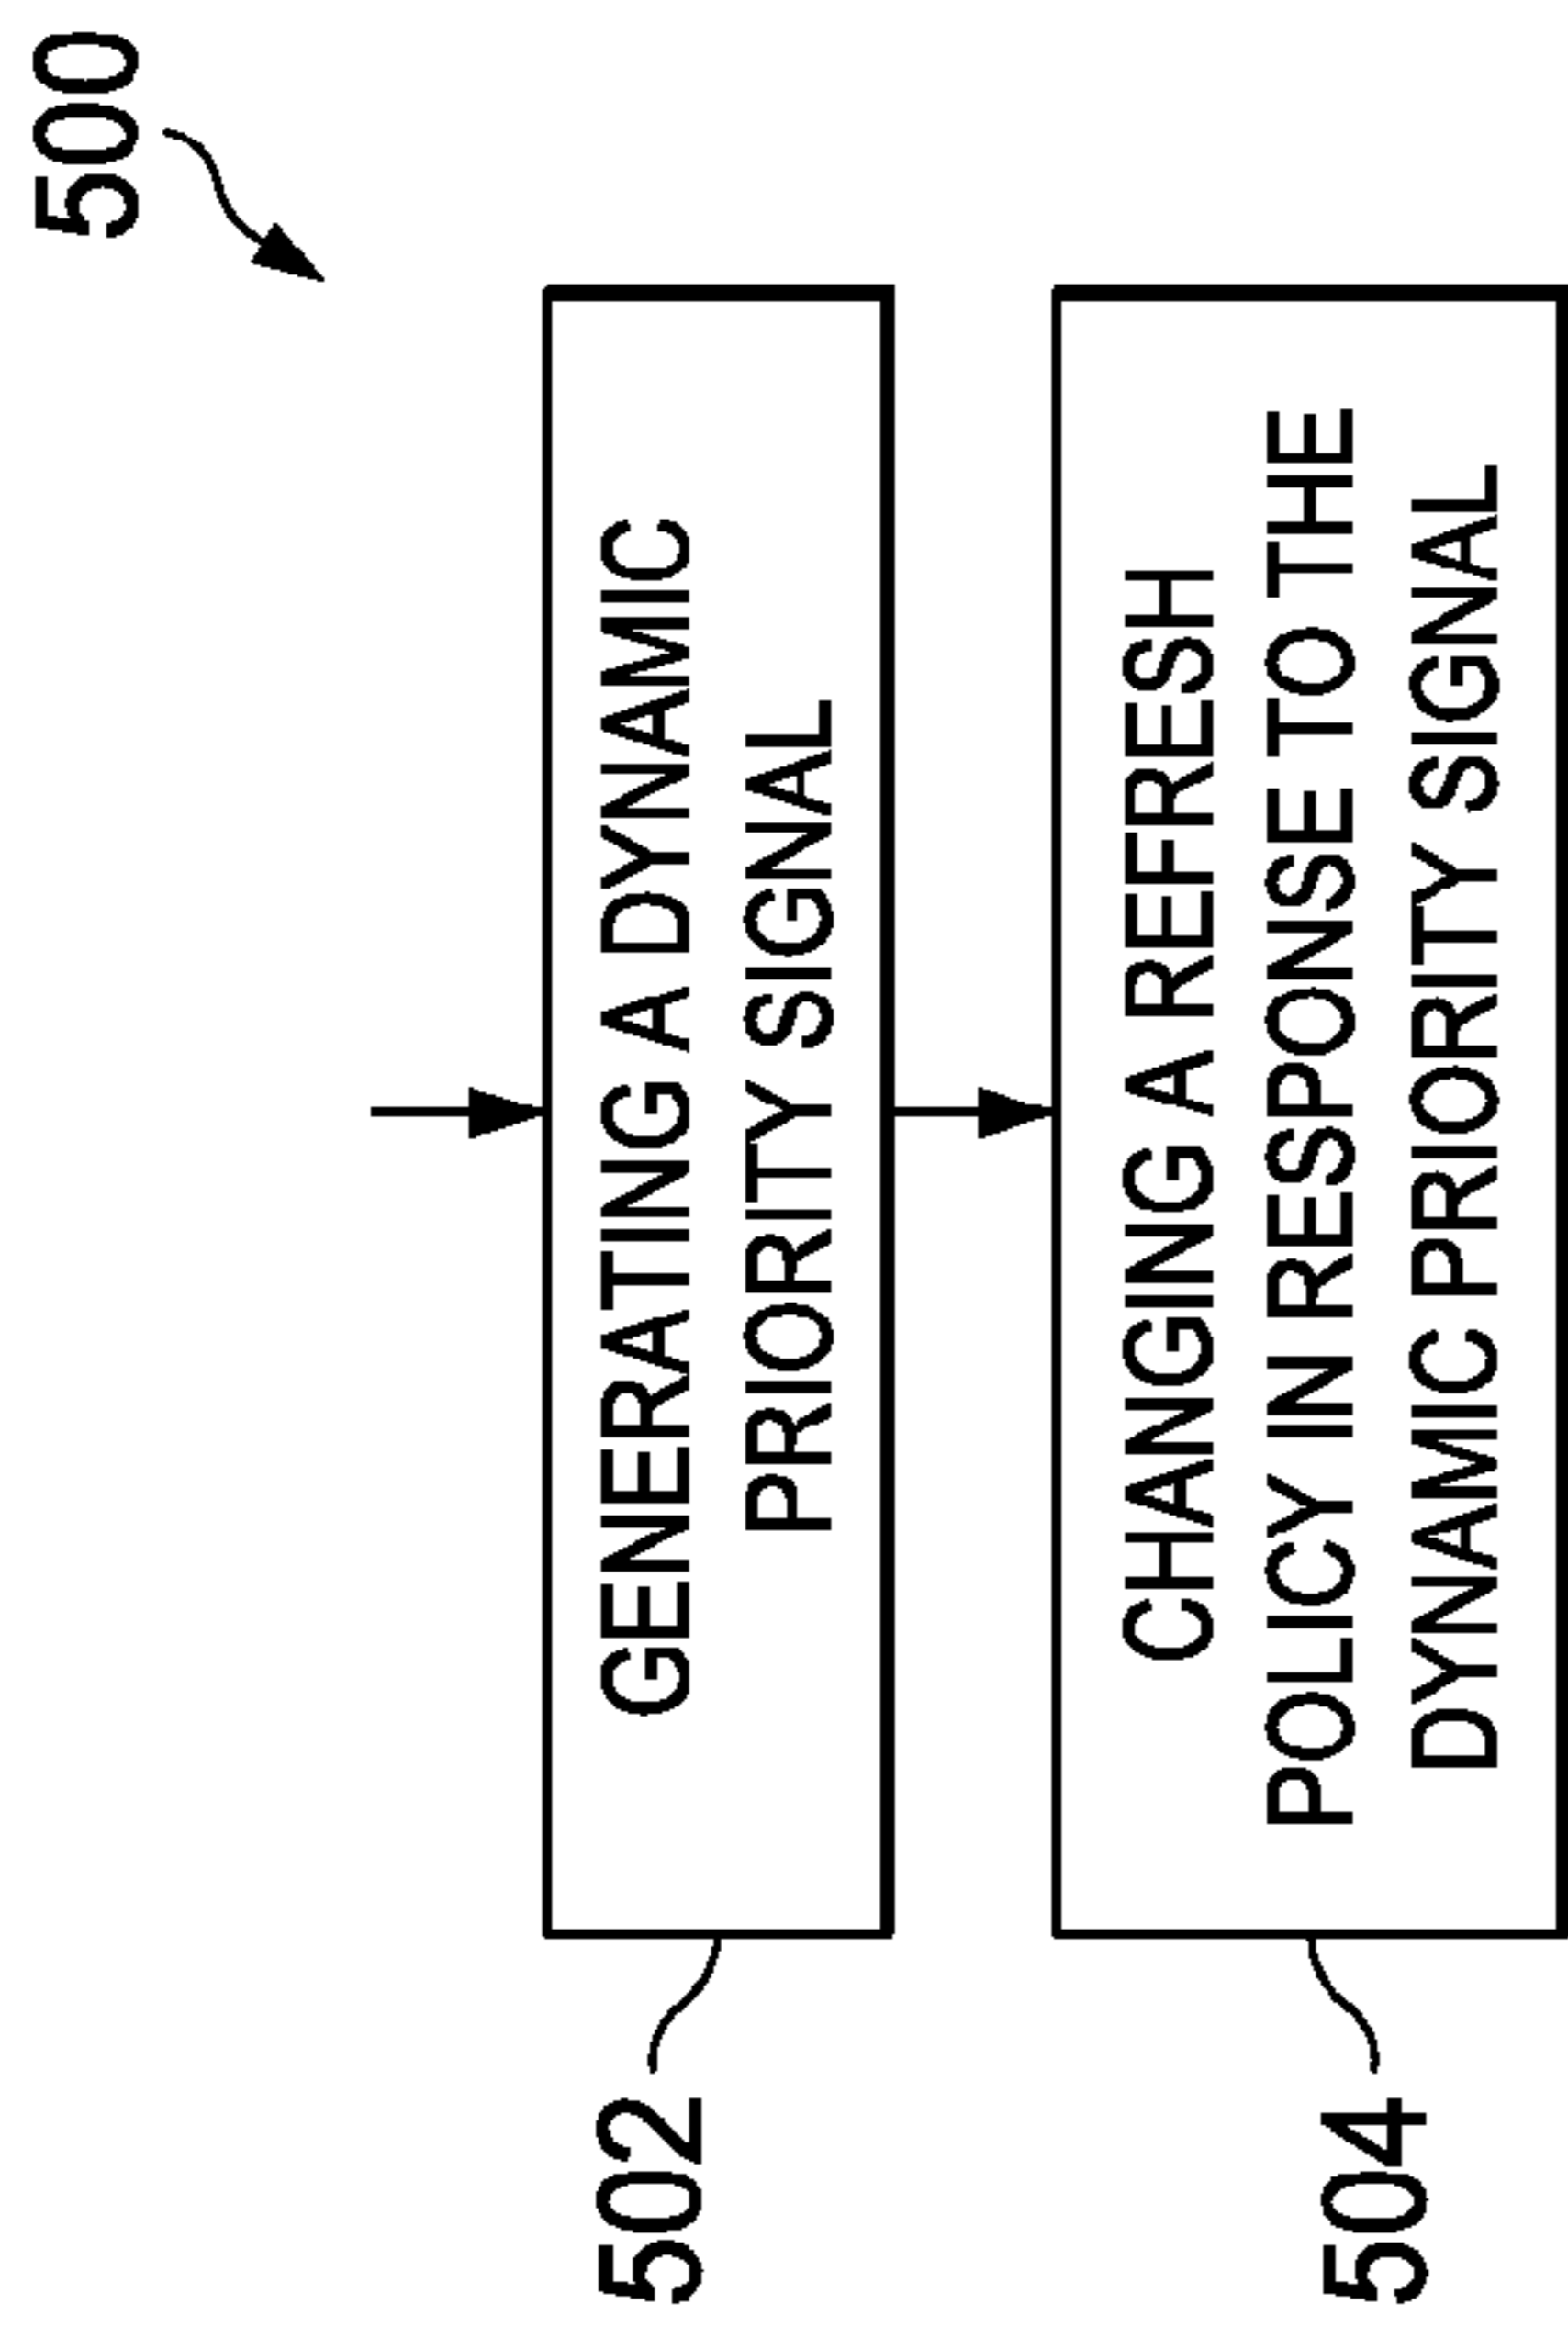 500
502
GENERATING A DYNAMIC
PRIORITY SIGNAL
504
CHANGING A REFRESH
POLICY IN RESPONSE TO THE
DYNAMIC PRIORITY SIGNAL